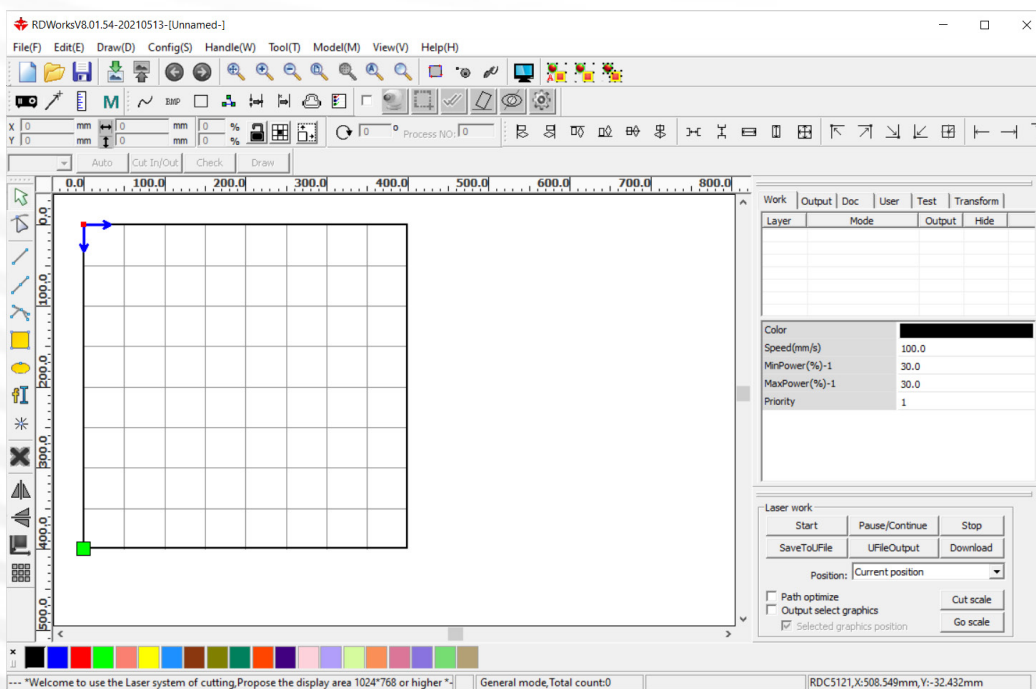 RDWorksV8.01.54-20210513-[Unnamed-]
File(F) Edit(E) Draw(D) Config(S) Handle(W) Tool(T) Model(M) View(V) Help(H)
M BMP
X 0 mm 0 mm 0 %
Y 0 mm 0 mm 0 %
0 ° Process NO: 0
Auto Cut In/Out Check Draw
0.0 100.0 200.0 300.0 400.0 500.0 600.0 700.0 800.0
0.0
100.0
200.0
300.0
400.0
500.0
Work Output Doc User Test Transform
Layer Mode Output Hide
Color
Speed(mm/s) 100.0
MinPower(%)-1 30.0
MaxPower(%)-1 30.0
Priority 1
Laser work
Start Pause/Continue Stop
SaveToUFile UFileOutput Download
Position: Current position
Path optimize Cut scale
Output select graphics
Selected graphics position Go scale
--- *Welcome to use the Laser system of cutting,Propose the display area 1024*768 or higher *- General mode,Total count:0 RDC5121,X:508.549mm,Y:-32.432mm